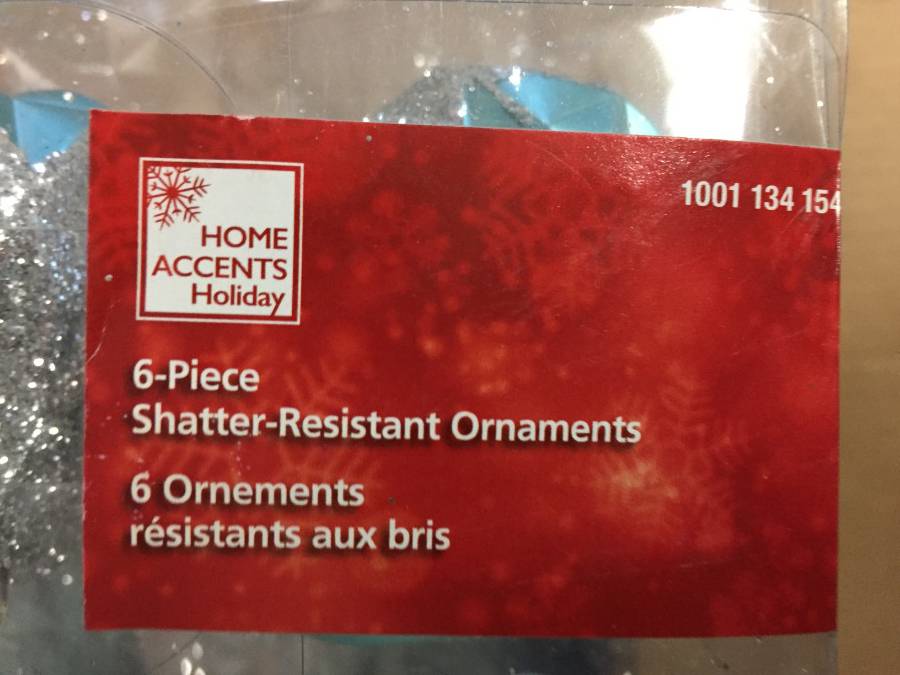 HOME
ACCENTS
Holiday
1001 134 154
6-Piece
Shatter-Resistant Ornaments
6 Ornements
résistants aux bris